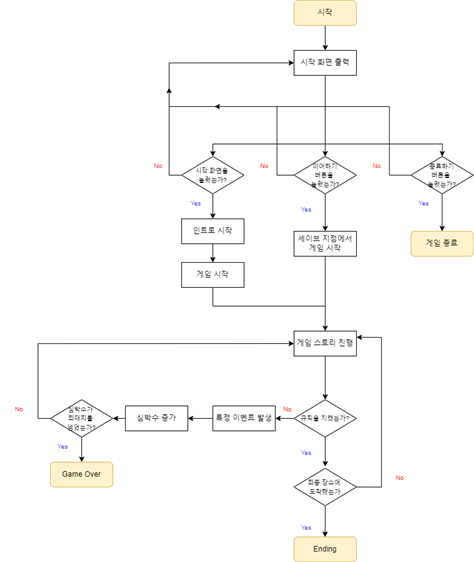 시작
시작 화면 출력
No
시작 화면을
눌렀는가?
No
이어하기
버튼을
눌렀는가?
No
종료하기
버튼을
눌렀는가?
Yes
Yes
Yes
인트로 시작
세이브 지점에서
게임 시작
게임 종료
게임 시작
게임 스토리 진행
No
심박수가
최대치를
넘었는가?
심박수 증가
특정 이벤트 발생
No
규칙을 지켰는가?
Yes
Yes
Game Over
최종 장소에
도착했는가
No
Yes
Ending